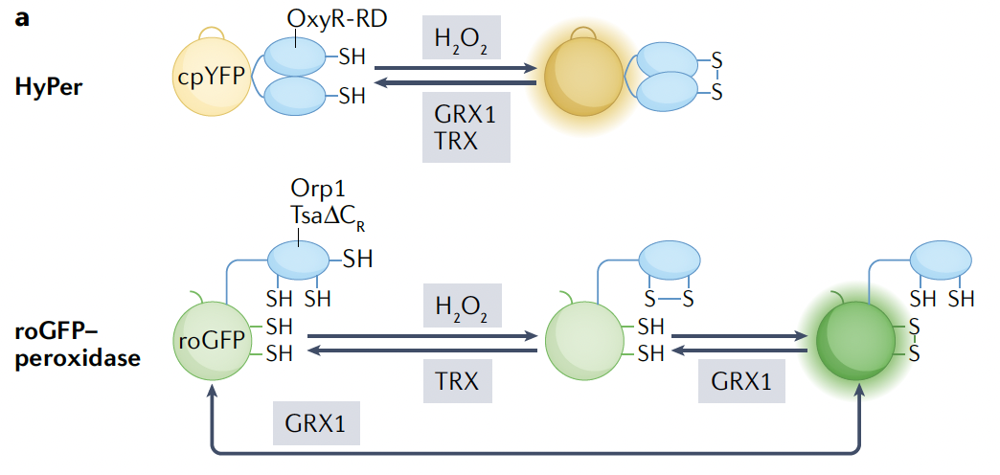 a
OxyR-RD
HyPer
cpYFP
SH
SH
H₂O₂
GRX1
TRX
S
S
Orp1
TsaΔC_R
SH
SH SH
roGFP–
peroxidase
roGFP
SH
SH
H₂O₂
TRX
S S
SH
SH
GRX1
SH SH
S
S
GRX1